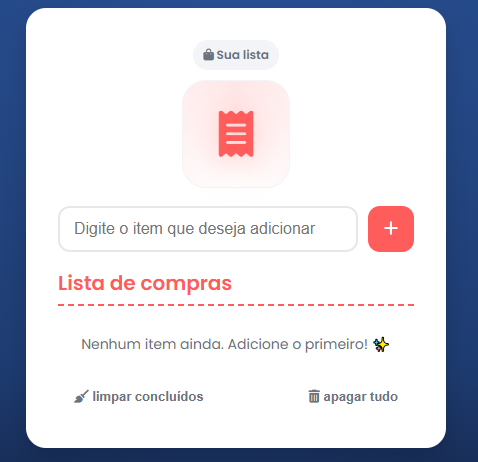 Sua lista
Digite o item que deseja adicionar
+
Lista de compras
Nenhum item ainda. Adicione o primeiro! ✨
limpar concluídos
apagar tudo